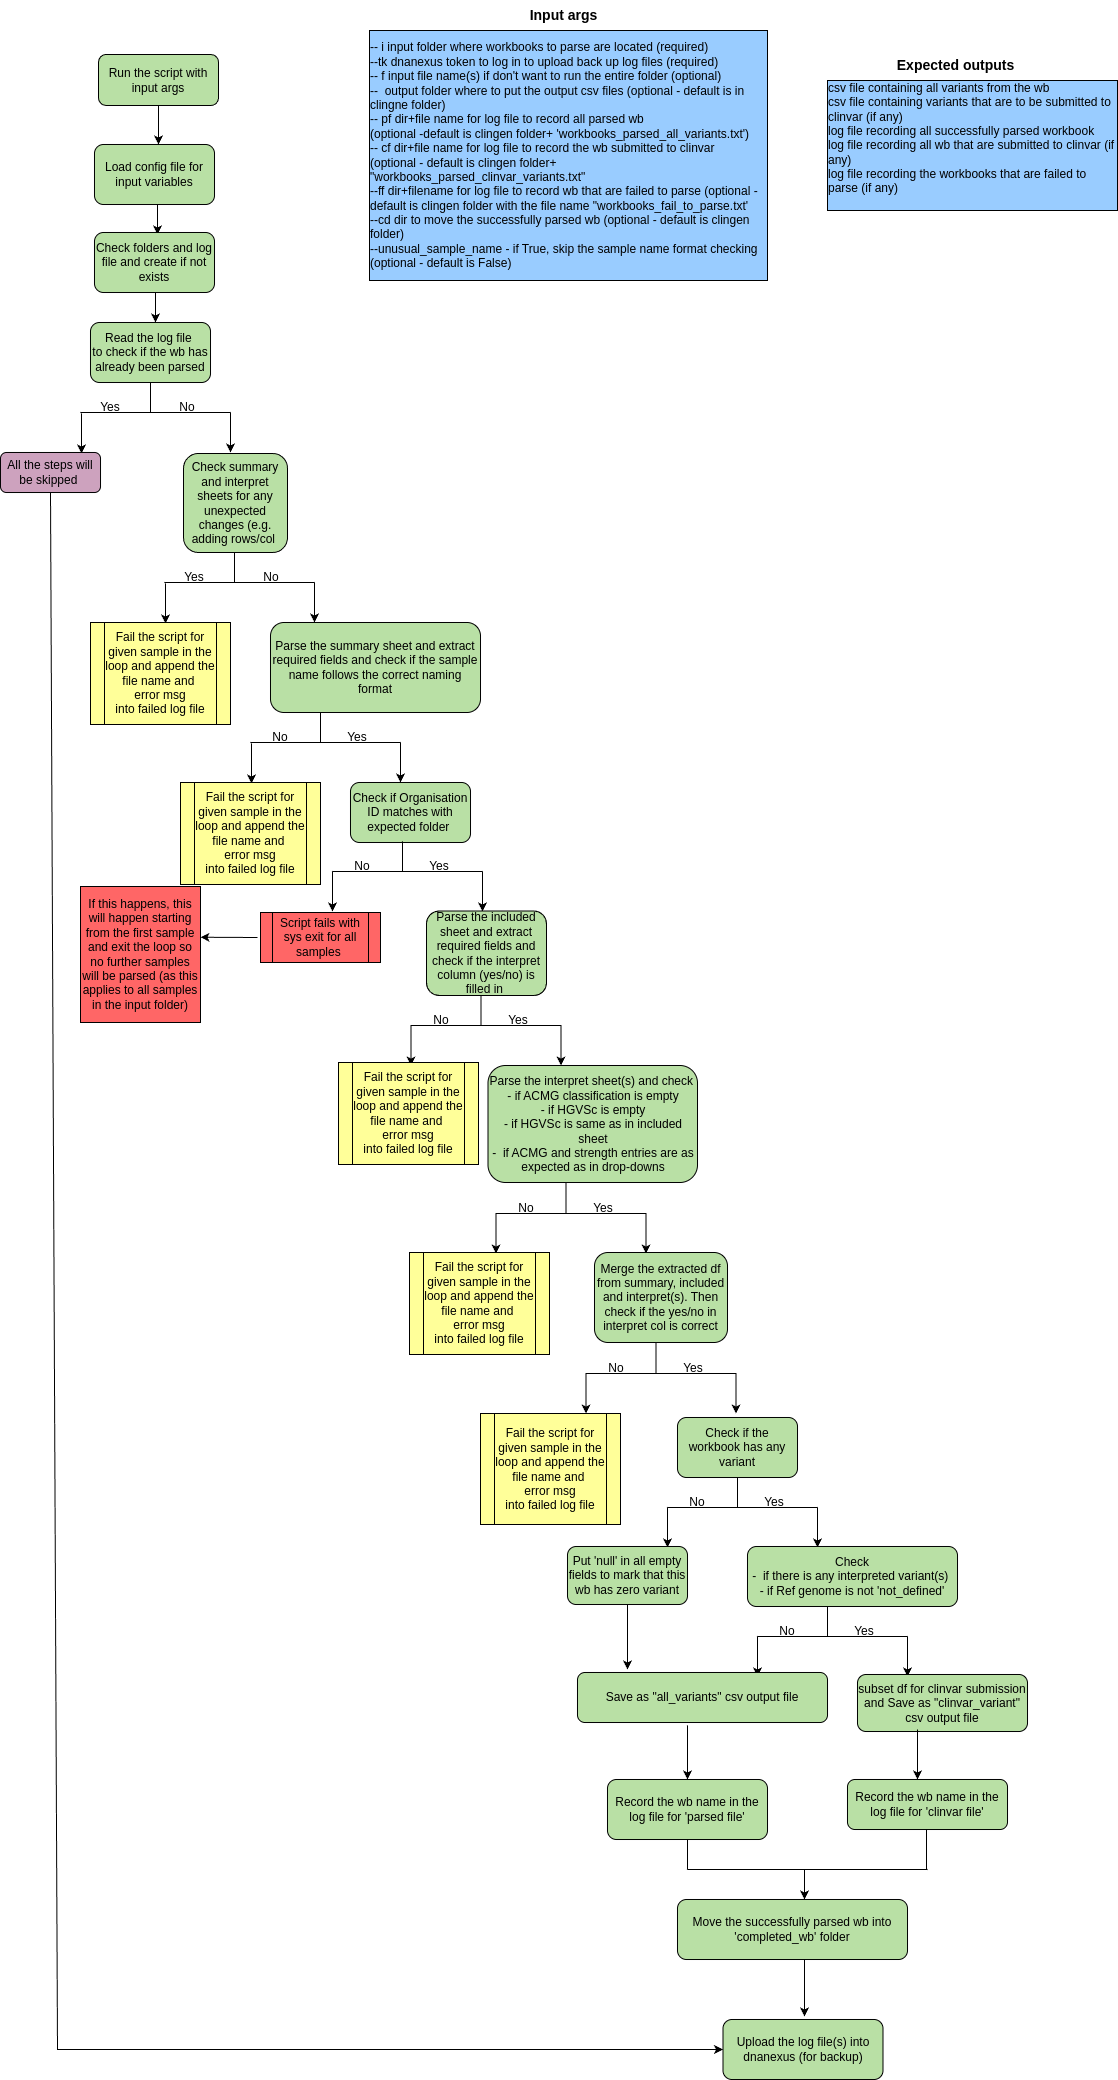 Input args
-- i input folder where workbooks to parse are located (required)
--tk dnanexus token to log in to upload back up log files (required)
-- f input file name(s) if don't want to run the entire folder (optional)
--  output folder where to put the output csv files (optional - default is in
clingne folder)
-- pf dir+file name for log file to record all parsed wb
(optional -default is clingen folder+ 'workbooks_parsed_all_variants.txt')
-- cf dir+file name for log file to record the wb submitted to clinvar
(optional - default is clingen folder+
"workbooks_parsed_clinvar_variants.txt"
--ff dir+filename for log file to record wb that are failed to parse (optional -
default is clingen folder with the file name "workbooks_fail_to_parse.txt'
--cd dir to move the successfully parsed wb (optional - default is clingen
folder)
--unusual_sample_name - if True, skip the sample name format checking
(optional - default is False)
Expected outputs
csv file containing all variants from the wb
csv file containing variants that are to be submitted to
clinvar (if any)
log file recording all successfully parsed workbook
log file recording all wb that are submitted to clinvar (if
any)
log file recording the workbooks that are failed to
parse (if any)
Run the script with
input args
Load config file for
input variables
Check folders and log
file and create if not
exists
Read the log file
to check if the wb has
already been parsed
Yes
No
All the steps will
be skipped
Check summary
and interpret
sheets for any
unexpected
changes (e.g.
adding rows/col
Yes
No
Fail the script for
given sample in the
loop and append the
file name and
error msg
into failed log file
Parse the summary sheet and extract
required fields and check if the sample
name follows the correct naming
format
No
Yes
Fail the script for
given sample in the
loop and append the
file name and
error msg
into failed log file
Check if Organisation
ID matches with
expected folder
No
Yes
If this happens, this
will happen starting
from the first sample
and exit the loop so
no further samples
will be parsed (as this
applies to all samples
in the input folder)
Script fails with
sys exit for all
samples
Parse the included
sheet and extract
required fields and
check if the interpret
column (yes/no) is
filled in
No
Yes
Fail the script for
given sample in the
loop and append the
file name and
error msg
into failed log file
Parse the interpret sheet(s) and check
- if ACMG classification is empty
- if HGVSc is empty
- if HGVSc is same as in included
sheet
-  if ACMG and strength entries are as
expected as in drop-downs
No
Yes
Fail the script for
given sample in the
loop and append the
file name and
error msg
into failed log file
Merge the extracted df
from summary, included
and interpret(s). Then
check if the yes/no in
interpret col is correct
No
Yes
Fail the script for
given sample in the
loop and append the
file name and
error msg
into failed log file
Check if the
workbook has any
variant
No
Yes
Put 'null' in all empty
fields to mark that this
wb has zero variant
Check
-  if there is any interpreted variant(s)
- if Ref genome is not 'not_defined'
No
Yes
Save as "all_variants" csv output file
subset df for clinvar submission
and Save as "clinvar_variant"
csv output file
Record the wb name in the
log file for 'parsed file'
Record the wb name in the
log file for 'clinvar file'
Move the successfully parsed wb into
'completed_wb' folder
Upload the log file(s) into
dnanexus (for backup)